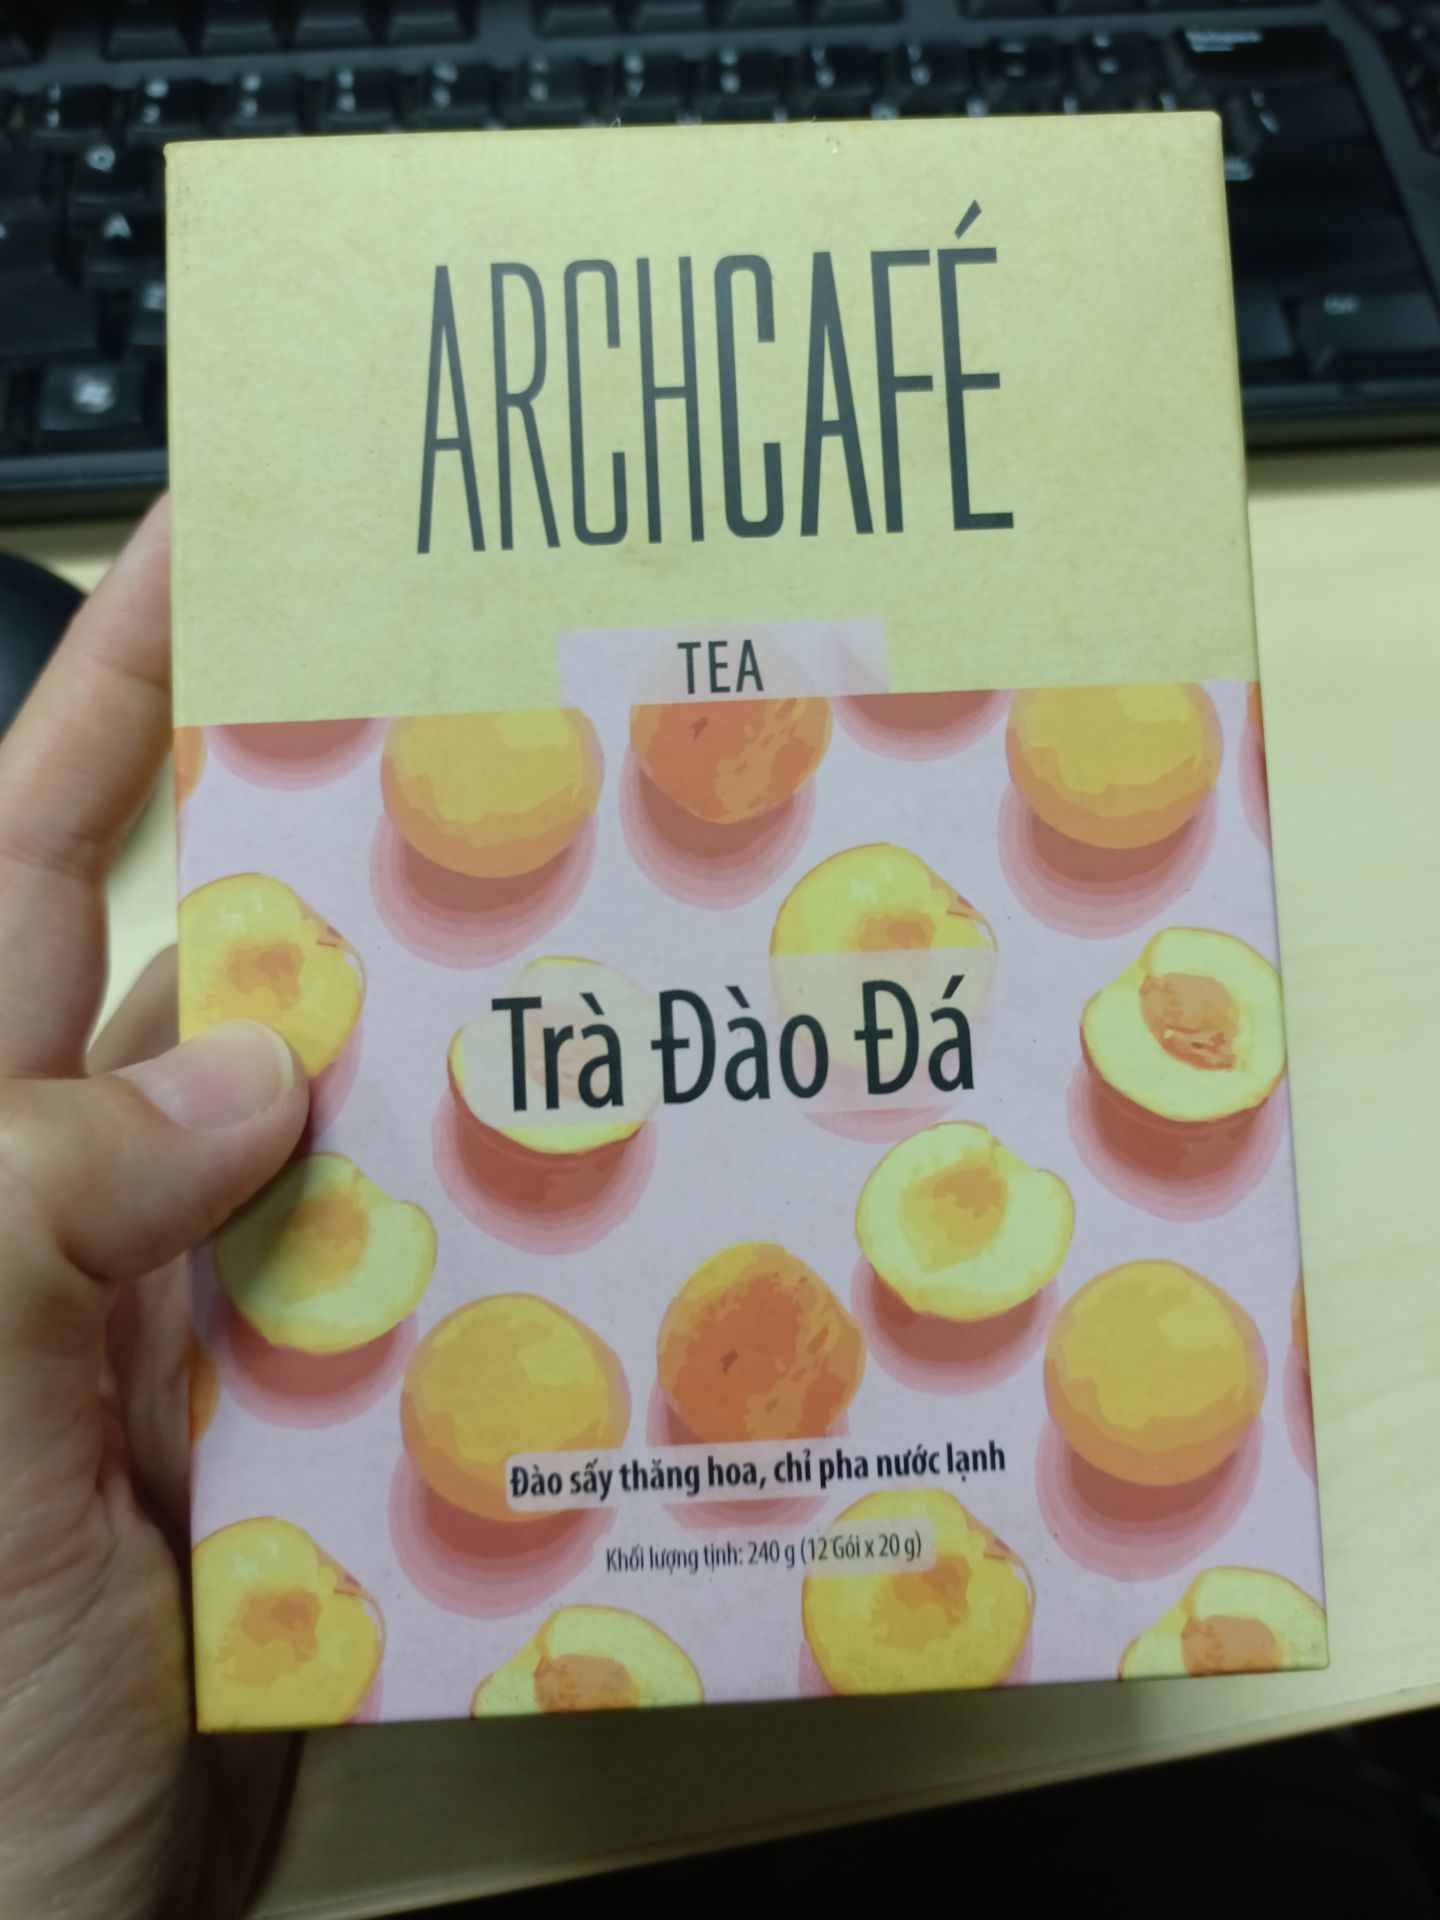 ARCHCAFÉ
TEA
Trà Đào Đá
Đào sấy thăng hoa, chỉ pha nước lạnh
Khối lượng tịnh: 240 g (12 Gói x 20 g)